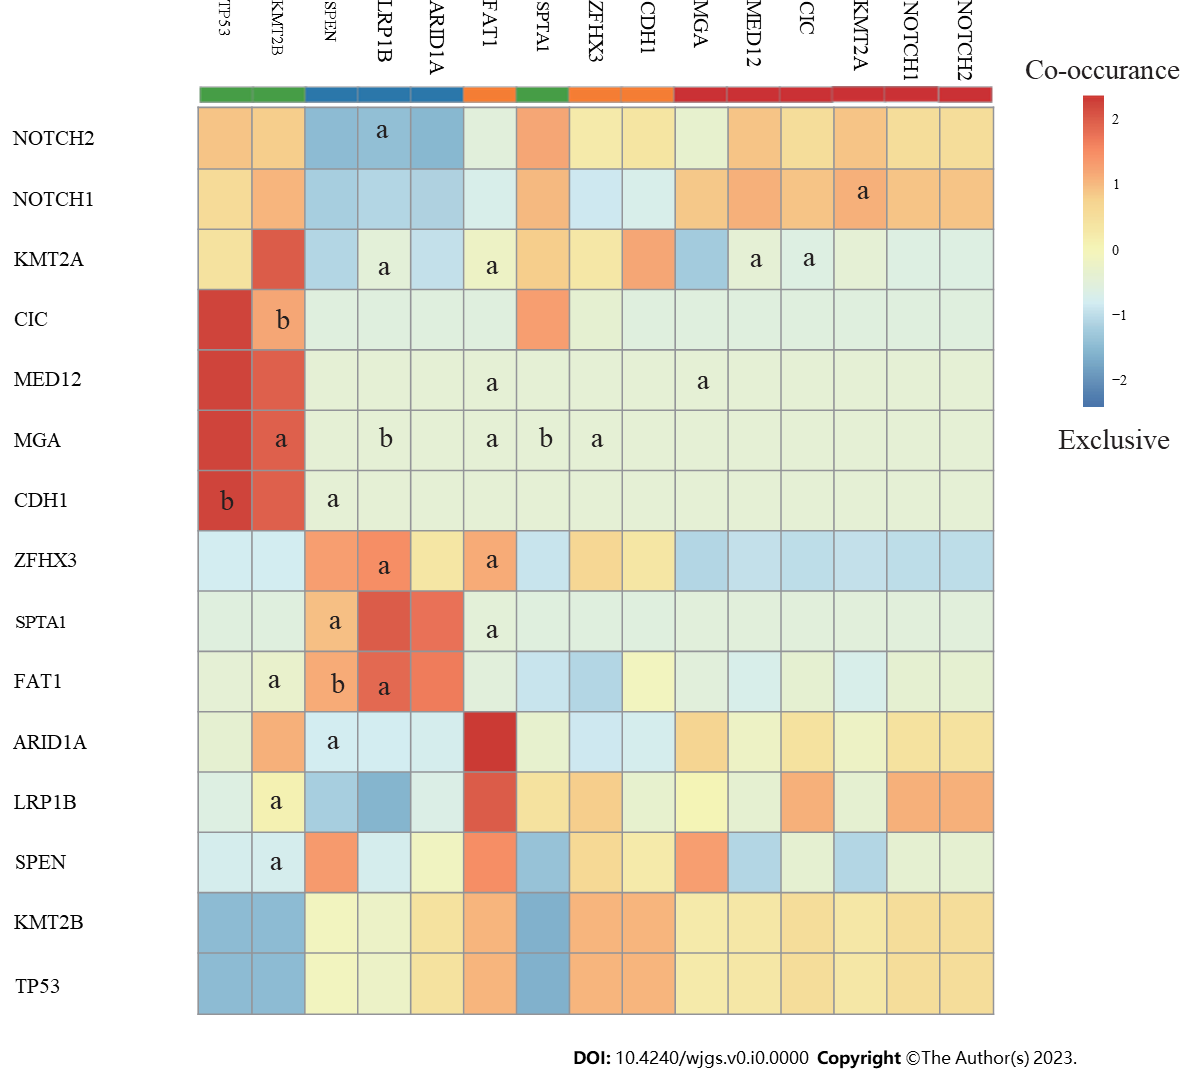 TP53 KMT2B SPEN LRP1B ARID1A FAT1 SPTA1 ZFHX3 CDH1 MGA MED12 CIC KMT2A NOTCH1 NOTCH2
Co-occurance
2
1
0
−1
−2
Exclusive
NOTCH2 a
NOTCH1 a
KMT2A a a a a
CIC b
MED12 a a
MGA a b a b a
CDH1 b a
ZFHX3 a a
SPTA1 a a
FAT1 a b a
ARID1A a
LRP1B a
SPEN a
KMT2B
TP53
DOI: 10.4240/wjgs.v0.i0.0000 Copyright ©The Author(s) 2023.